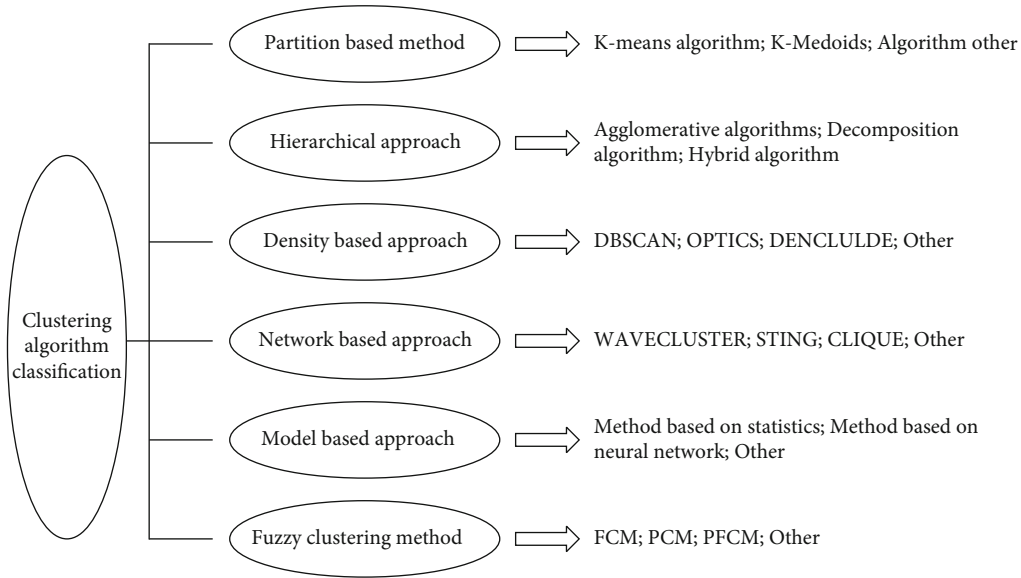 Partition based method
K-means algorithm; K-Medoids; Algorithm other
Hierarchical approach
Agglomerative algorithms; Decomposition
algorithm; Hybrid algorithm
Density based approach
DBSCAN; OPTICS; DENCLULDE; Other
Clustering
algorithm
classification
Network based approach
WAVECLUSTER; STING; CLIQUE; Other
Model based approach
Method based on statistics; Method based on
neural network; Other
Fuzzy clustering method
FCM; PCM; PFCM; Other